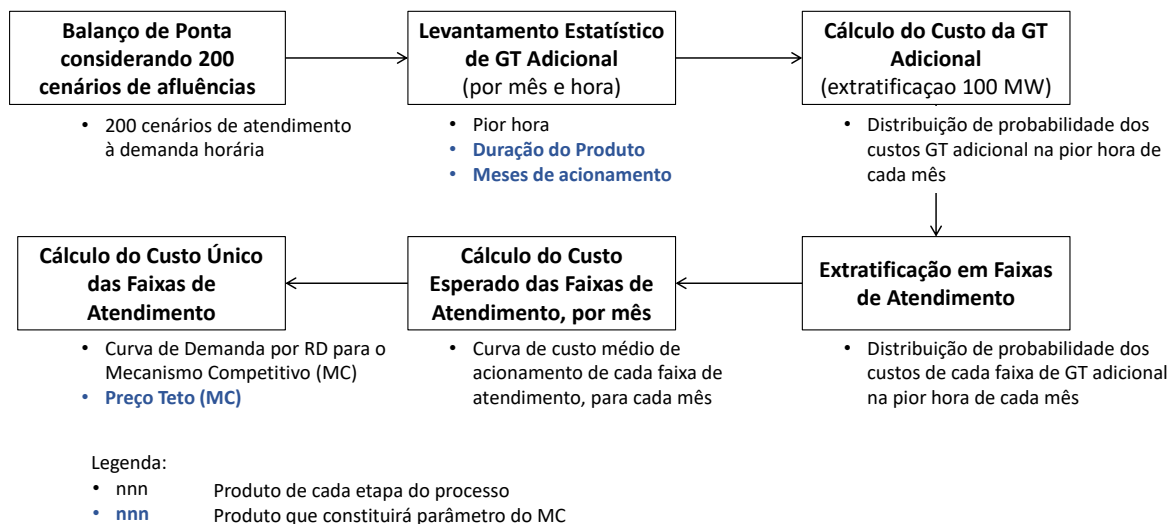 Balanço de Ponta
considerando 200
cenários de afluências
• 200 cenários de atendimento
à demanda horária
Levantamento Estatístico
de GT Adicional
(por mês e hora)
• Pior hora
• Duração do Produto
• Meses de acionamento
Cálculo do Custo da GT
Adicional
(extratificaçao 100 MW)
• Distribuição de probabilidade dos
custos GT adicional na pior hora de
cada mês
Extratificação em Faixas
de Atendimento
• Distribuição de probabilidade dos
custos de cada faixa de GT adicional
na pior hora de cada mês
Cálculo do Custo
Esperado das Faixas de
Atendimento, por mês
• Curva de custo médio de
acionamento de cada faixa de
atendimento, para cada mês
Cálculo do Custo Único
das Faixas de
Atendimento
• Curva de Demanda por RD para o
Mecanismo Competitivo (MC)
• Preço Teto (MC)
Legenda:
• nnn Produto de cada etapa do processo
• nnn Produto que constituirá parâmetro do MC